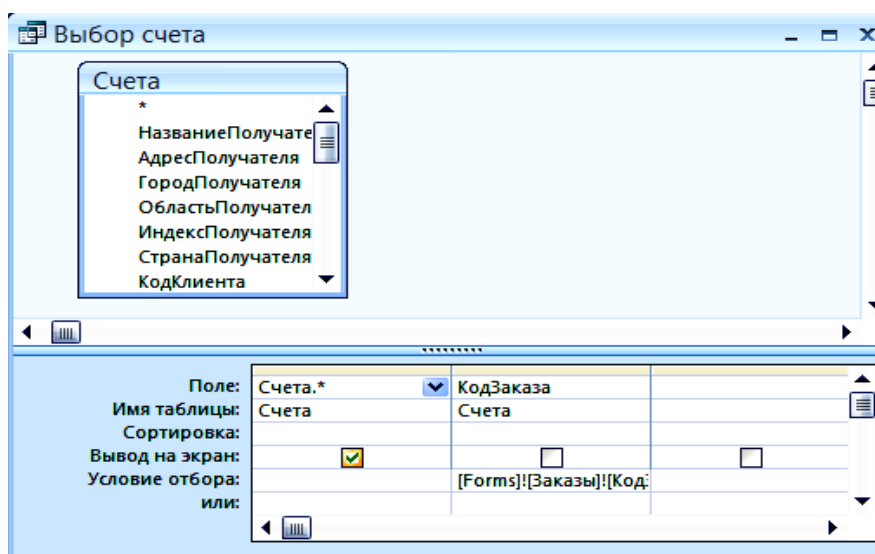 Выбор счета
Счета
*
НазваниеПолучате
АдресПолучателя
ГородПолучателя
ОбластьПолучател
ИндексПолучателя
СтранаПолучателя
КодКлиента
Поле: Счета.* КодЗаказа
Имя таблицы: Счета Счета
Сортировка:
Вывод на экран:
Условие отбора: [Forms]![Заказы]![Код
или: